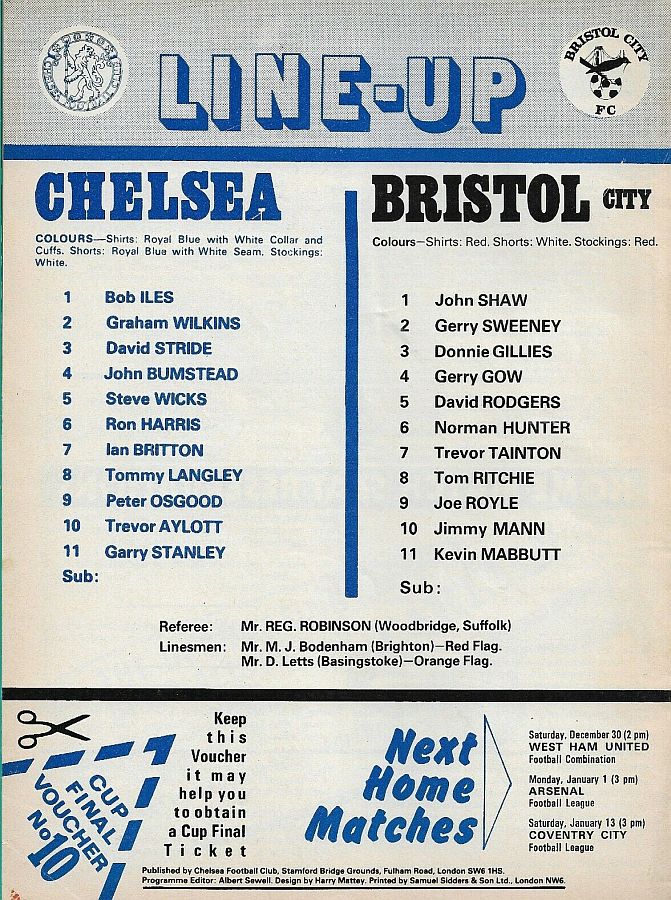 BRISTOL CITY
FC
LINE-UP
CHELSEA
COLOURS—Shirts: Royal Blue with White Collar and
Cuffs. Shorts: Royal Blue with White Seam. Stockings:
White.
1 Bob ILES
2 Graham WILKINS
3 David STRIDE
4 John BUMSTEAD
5 Steve WICKS
6 Ron HARRIS
7 Ian BRITTON
8 Tommy LANGLEY
9 Peter OSGOOD
10 Trevor AYLOTT
11 Garry STANLEY
Sub:
BRISTOL CITY
Colours—Shirts: Red. Shorts: White. Stockings: Red.
1 John SHAW
2 Gerry SWEENEY
3 Donnie GILLIES
4 Gerry GOW
5 David RODGERS
6 Norman HUNTER
7 Trevor TAINTON
8 Tom RITCHIE
9 Joe ROYLE
10 Jimmy MANN
11 Kevin MABBUTT
Sub:
Referee: Mr. REG. ROBINSON (Woodbridge, Suffolk)
Linesmen: Mr. M. J. Bodenham (Brighton)—Red Flag.
Mr. D. Letts (Basingstoke)—Orange Flag.
CUP
FINAL
VOUCHER
No 10
Keep
this
Voucher
it may
help you
to obtain
a Cup Final
Ticket
Next
Home
Matches
Saturday, December 30 (2 pm)
WEST HAM UNITED
Football Combination
Monday, January 1 (3 pm)
ARSENAL
Football League
Saturday, January 13 (3 pm)
COVENTRY CITY
Football League
Published by Chelsea Football Club, Stamford Bridge Grounds, Fulham Road, London SW6 1HS.
Programme Editor: Albert Sewell. Design by Harry Mattey. Printed by Samuel Sidders & Son Ltd., London NW6.